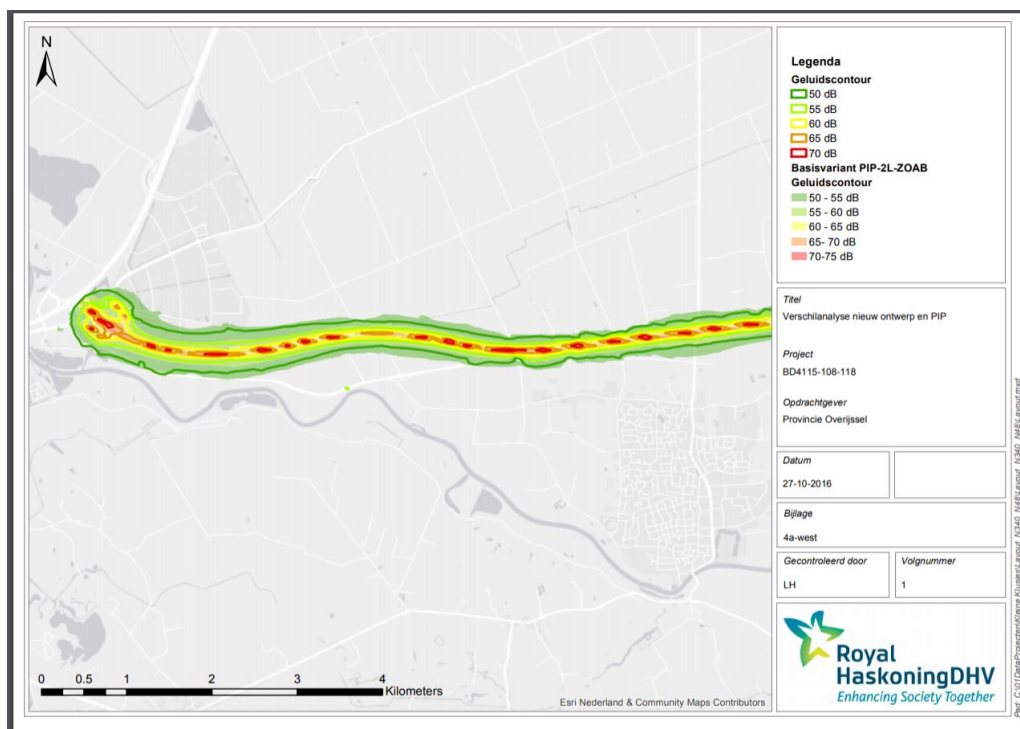 N
Legenda
Geluidscontour
50 dB
55 dB
60 dB
65 dB
70 dB
Basisvariant PIP-2L-ZOAB
Geluidscontour
50 - 55 dB
55 - 60 dB
60 - 65 dB
65- 70 dB
70-75 dB
Titel
Verschilanalyse nieuw ontwerp en PIP
Project
BD4115-108-118
Opdrachtgever
Provincie Overijssel
Datum
27-10-2016
Bijlage
4a-west
Gecontroleerd door
LH
Volgnummer
1
Royal
HaskoningDHV
Enhancing Society Together
0 0.5 1 2 3 4
Kilometers
Esri Nederland & Community Maps Contributors